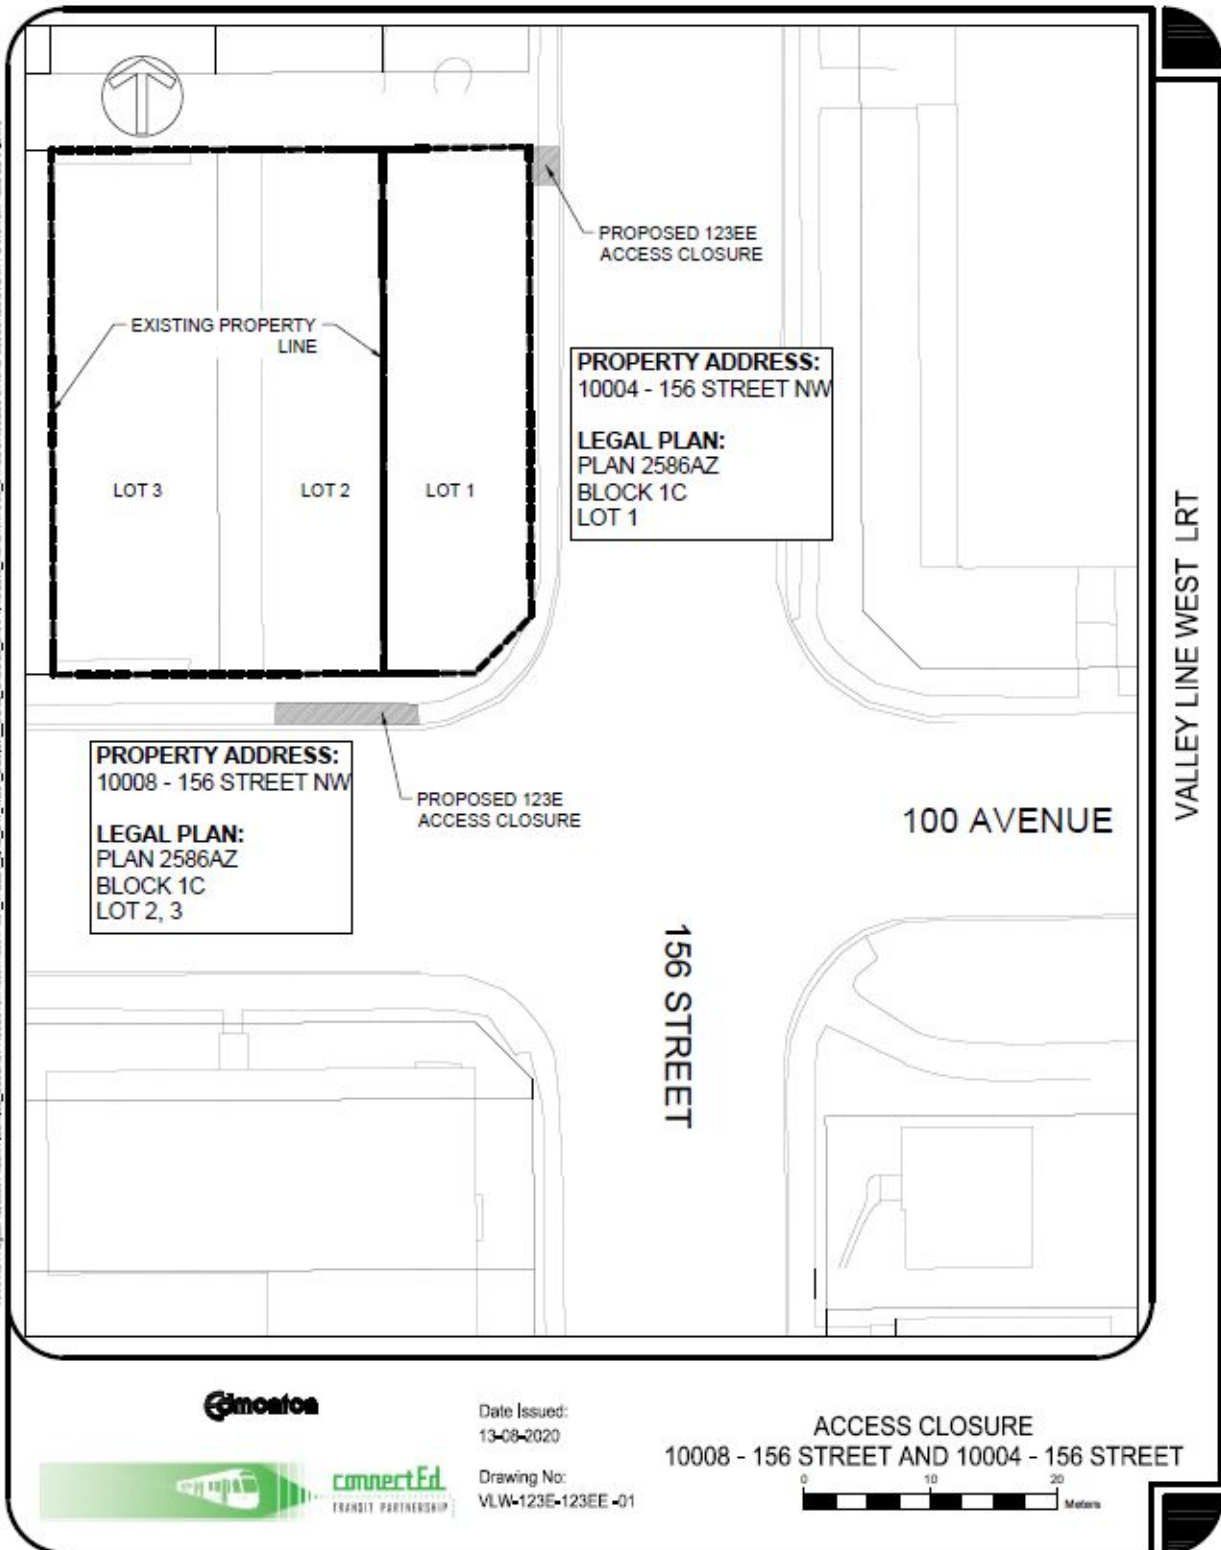 PROPOSED 123EE
ACCESS CLOSURE
EXISTING PROPERTY
LINE
PROPERTY ADDRESS:
10004 - 156 STREET NW
LEGAL PLAN:
PLAN 2586AZ
BLOCK 1C
LOT 1
LOT 3
LOT 2
LOT 1
PROPERTY ADDRESS:
10008 - 156 STREET NW
LEGAL PLAN:
PLAN 2586AZ
BLOCK 1C
LOT 2, 3
PROPOSED 123E
ACCESS CLOSURE
100 AVENUE
156 STREET
VALLEY LINE WEST LRT
Edmonton
connectEd
TRANSIT PARTNERSHIP
Date Issued:
13-08-2020
Drawing No:
VLW-123E-123EE -01
ACCESS CLOSURE
10008 - 156 STREET AND 10004 - 156 STREET
0 10 20
Meters